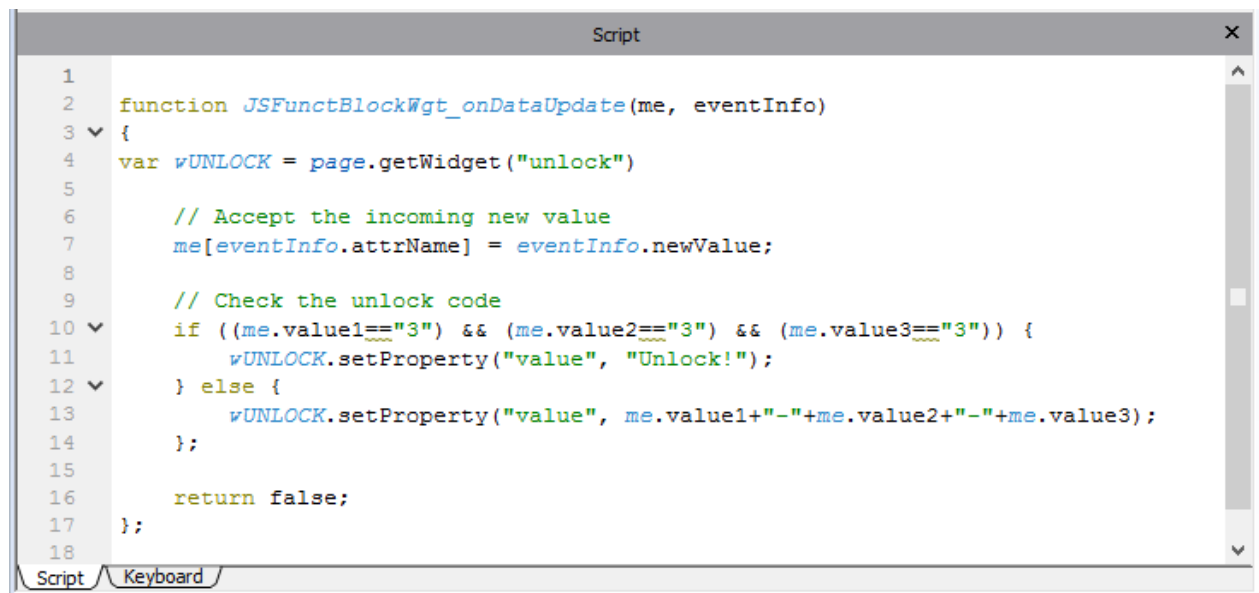 Script
1
2 function JSFunctBlockWgt_onDataUpdate(me, eventInfo)
3 {
4 var wUNLOCK = page.getWidget("unlock")
5
6 // Accept the incoming new value
7 me[eventInfo.attrName] = eventInfo.newValue;
8
9 // Check the unlock code
10 if ((me.value1=="3") && (me.value2=="3") && (me.value3=="3")) {
11 wUNLOCK.setProperty("value", "Unlock!");
12 } else {
13 wUNLOCK.setProperty("value", me.value1+"-"+me.value2+"-"+me.value3);
14 };
15
16 return false;
17 };
18
Script Keyboard